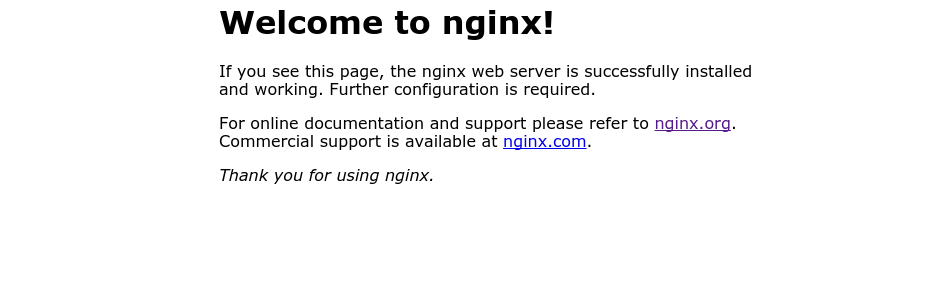 Welcome to nginx!
If you see this page, the nginx web server is successfully installed
and working. Further configuration is required.
For online documentation and support please refer to nginx.org.
Commercial support is available at nginx.com.
Thank you for using nginx.